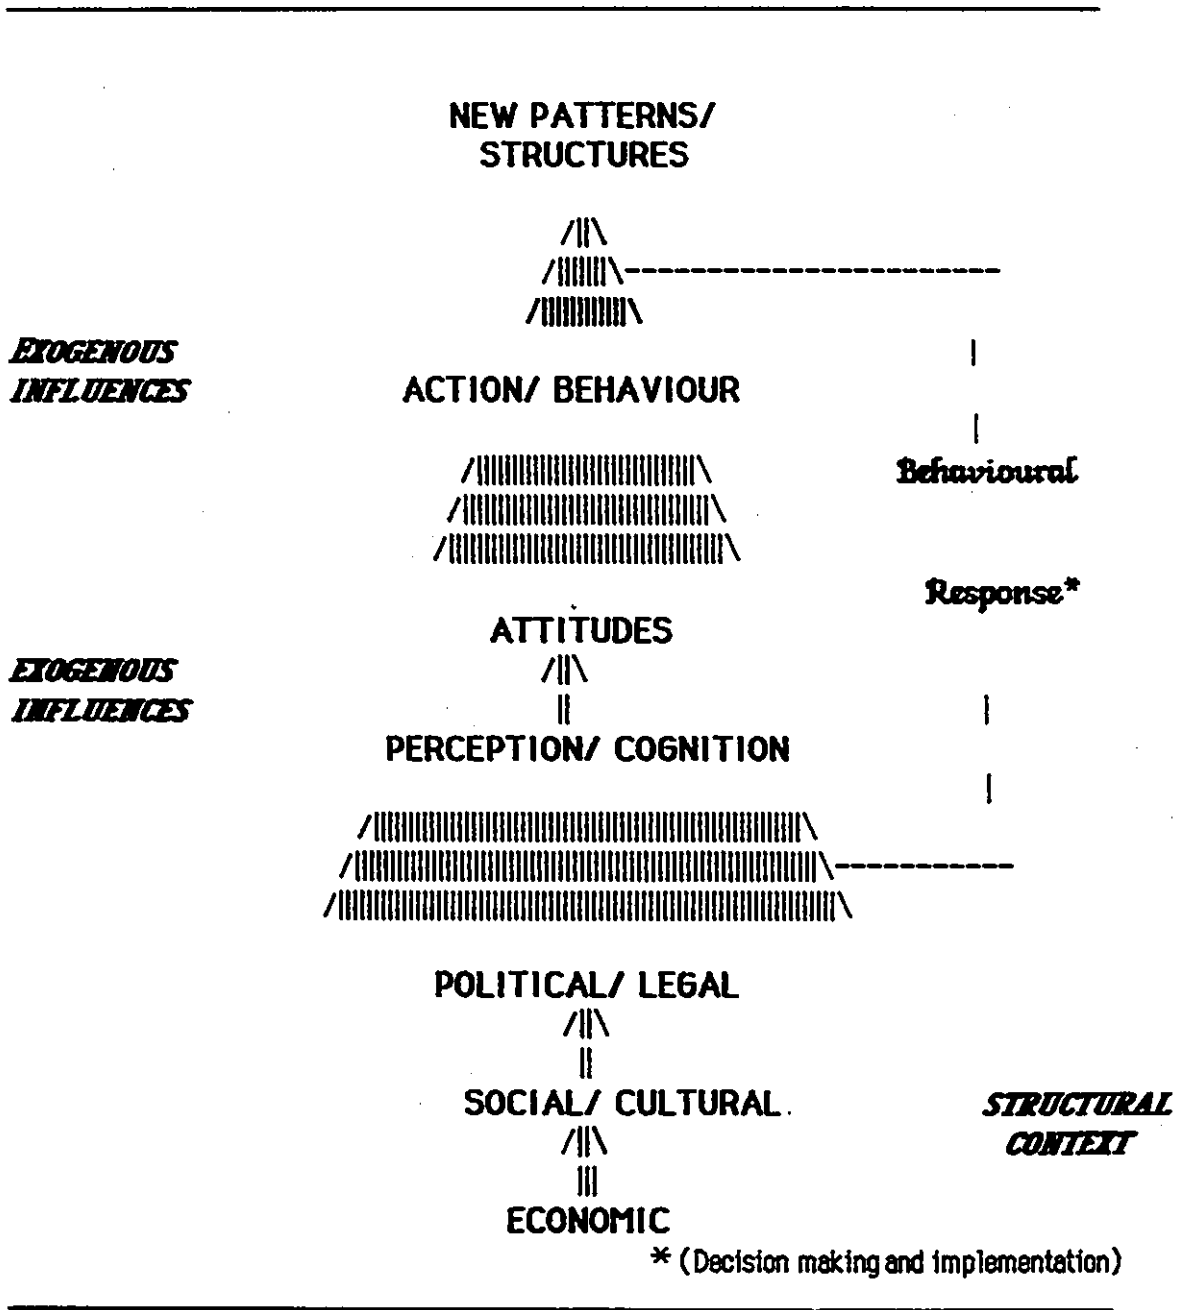 NEW PATTERNS/
STRUCTURES
EXOGENOUS
INFLUENCES
ACTION/ BEHAVIOUR
Behavioural
Response*
ATTITUDES
EXOGENOUS
INFLUENCES
PERCEPTION/ COGNITION
POLITICAL/ LEGAL
SOCIAL/ CULTURAL
STRUCTURAL
CONTEXT
ECONOMIC
* (Decision making and implementation)